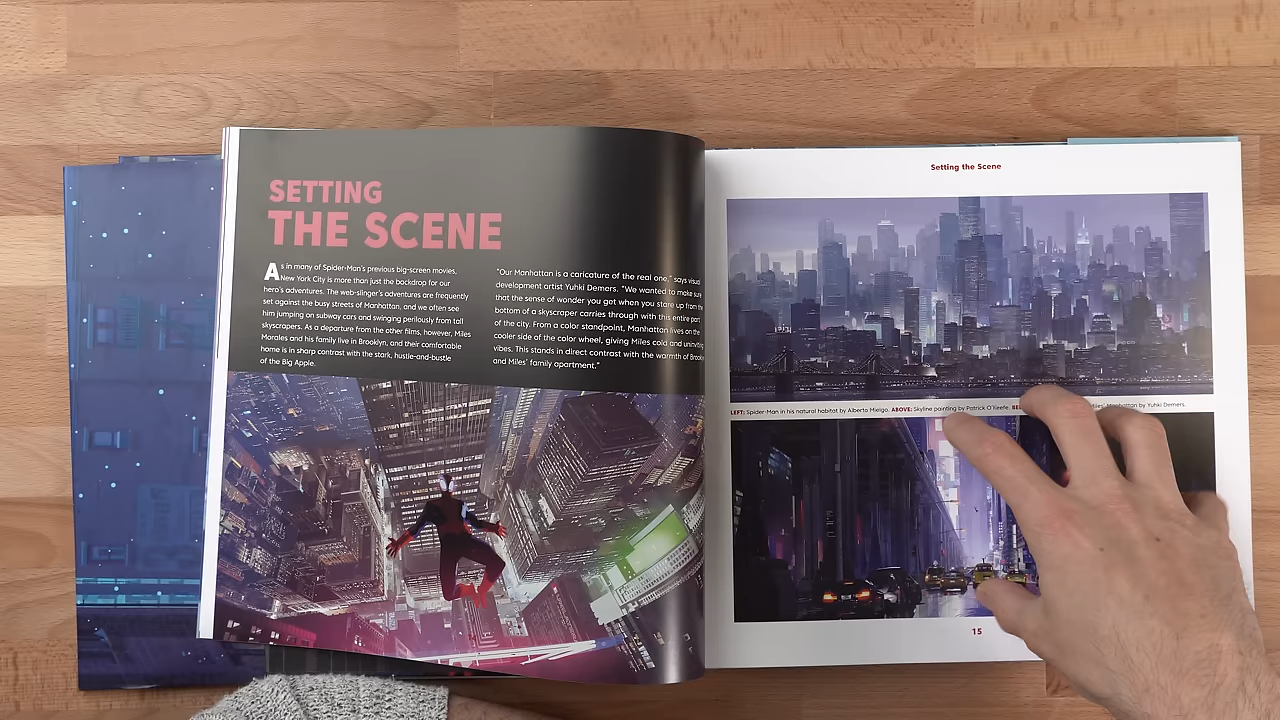 SETTING
THE SCENE
As in many of Spider-Man's previous big-screen movies,
New York City is more than just the backdrop for our
hero's adventures. The web-slinger's adventures are frequently
set against the busy streets of Manhattan, and we often see
him jumping on subway cars and swinging perilously from tall
skyscrapers. As a departure from the other films, however, Miles
Morales and his family live in Brooklyn, and their comfortable
home is in sharp contrast with the stark, hustle-and-bustle
of the Big Apple.
"Our Manhattan is a caricature of the real one," says visual
development artist Yuhki Demers. "We wanted to make sure
that the sense of wonder you get when you stare up from the
bottom of a skyscraper carries through with this entire part
of the city. From a color standpoint, Manhattan lives on the
cooler side of the color wheel, giving Miles cold and uninviting
vibes. This stands in direct contrast with the warmth of Brooklyn
and Miles' family apartment."
Setting the Scene
LEFT: Spider-Man in his natural habitat by Alberto Mielgo. ABOVE: Skyline painting by Patrick O'Keefe. Miles' Manhattan by Yuhki Demers.
15